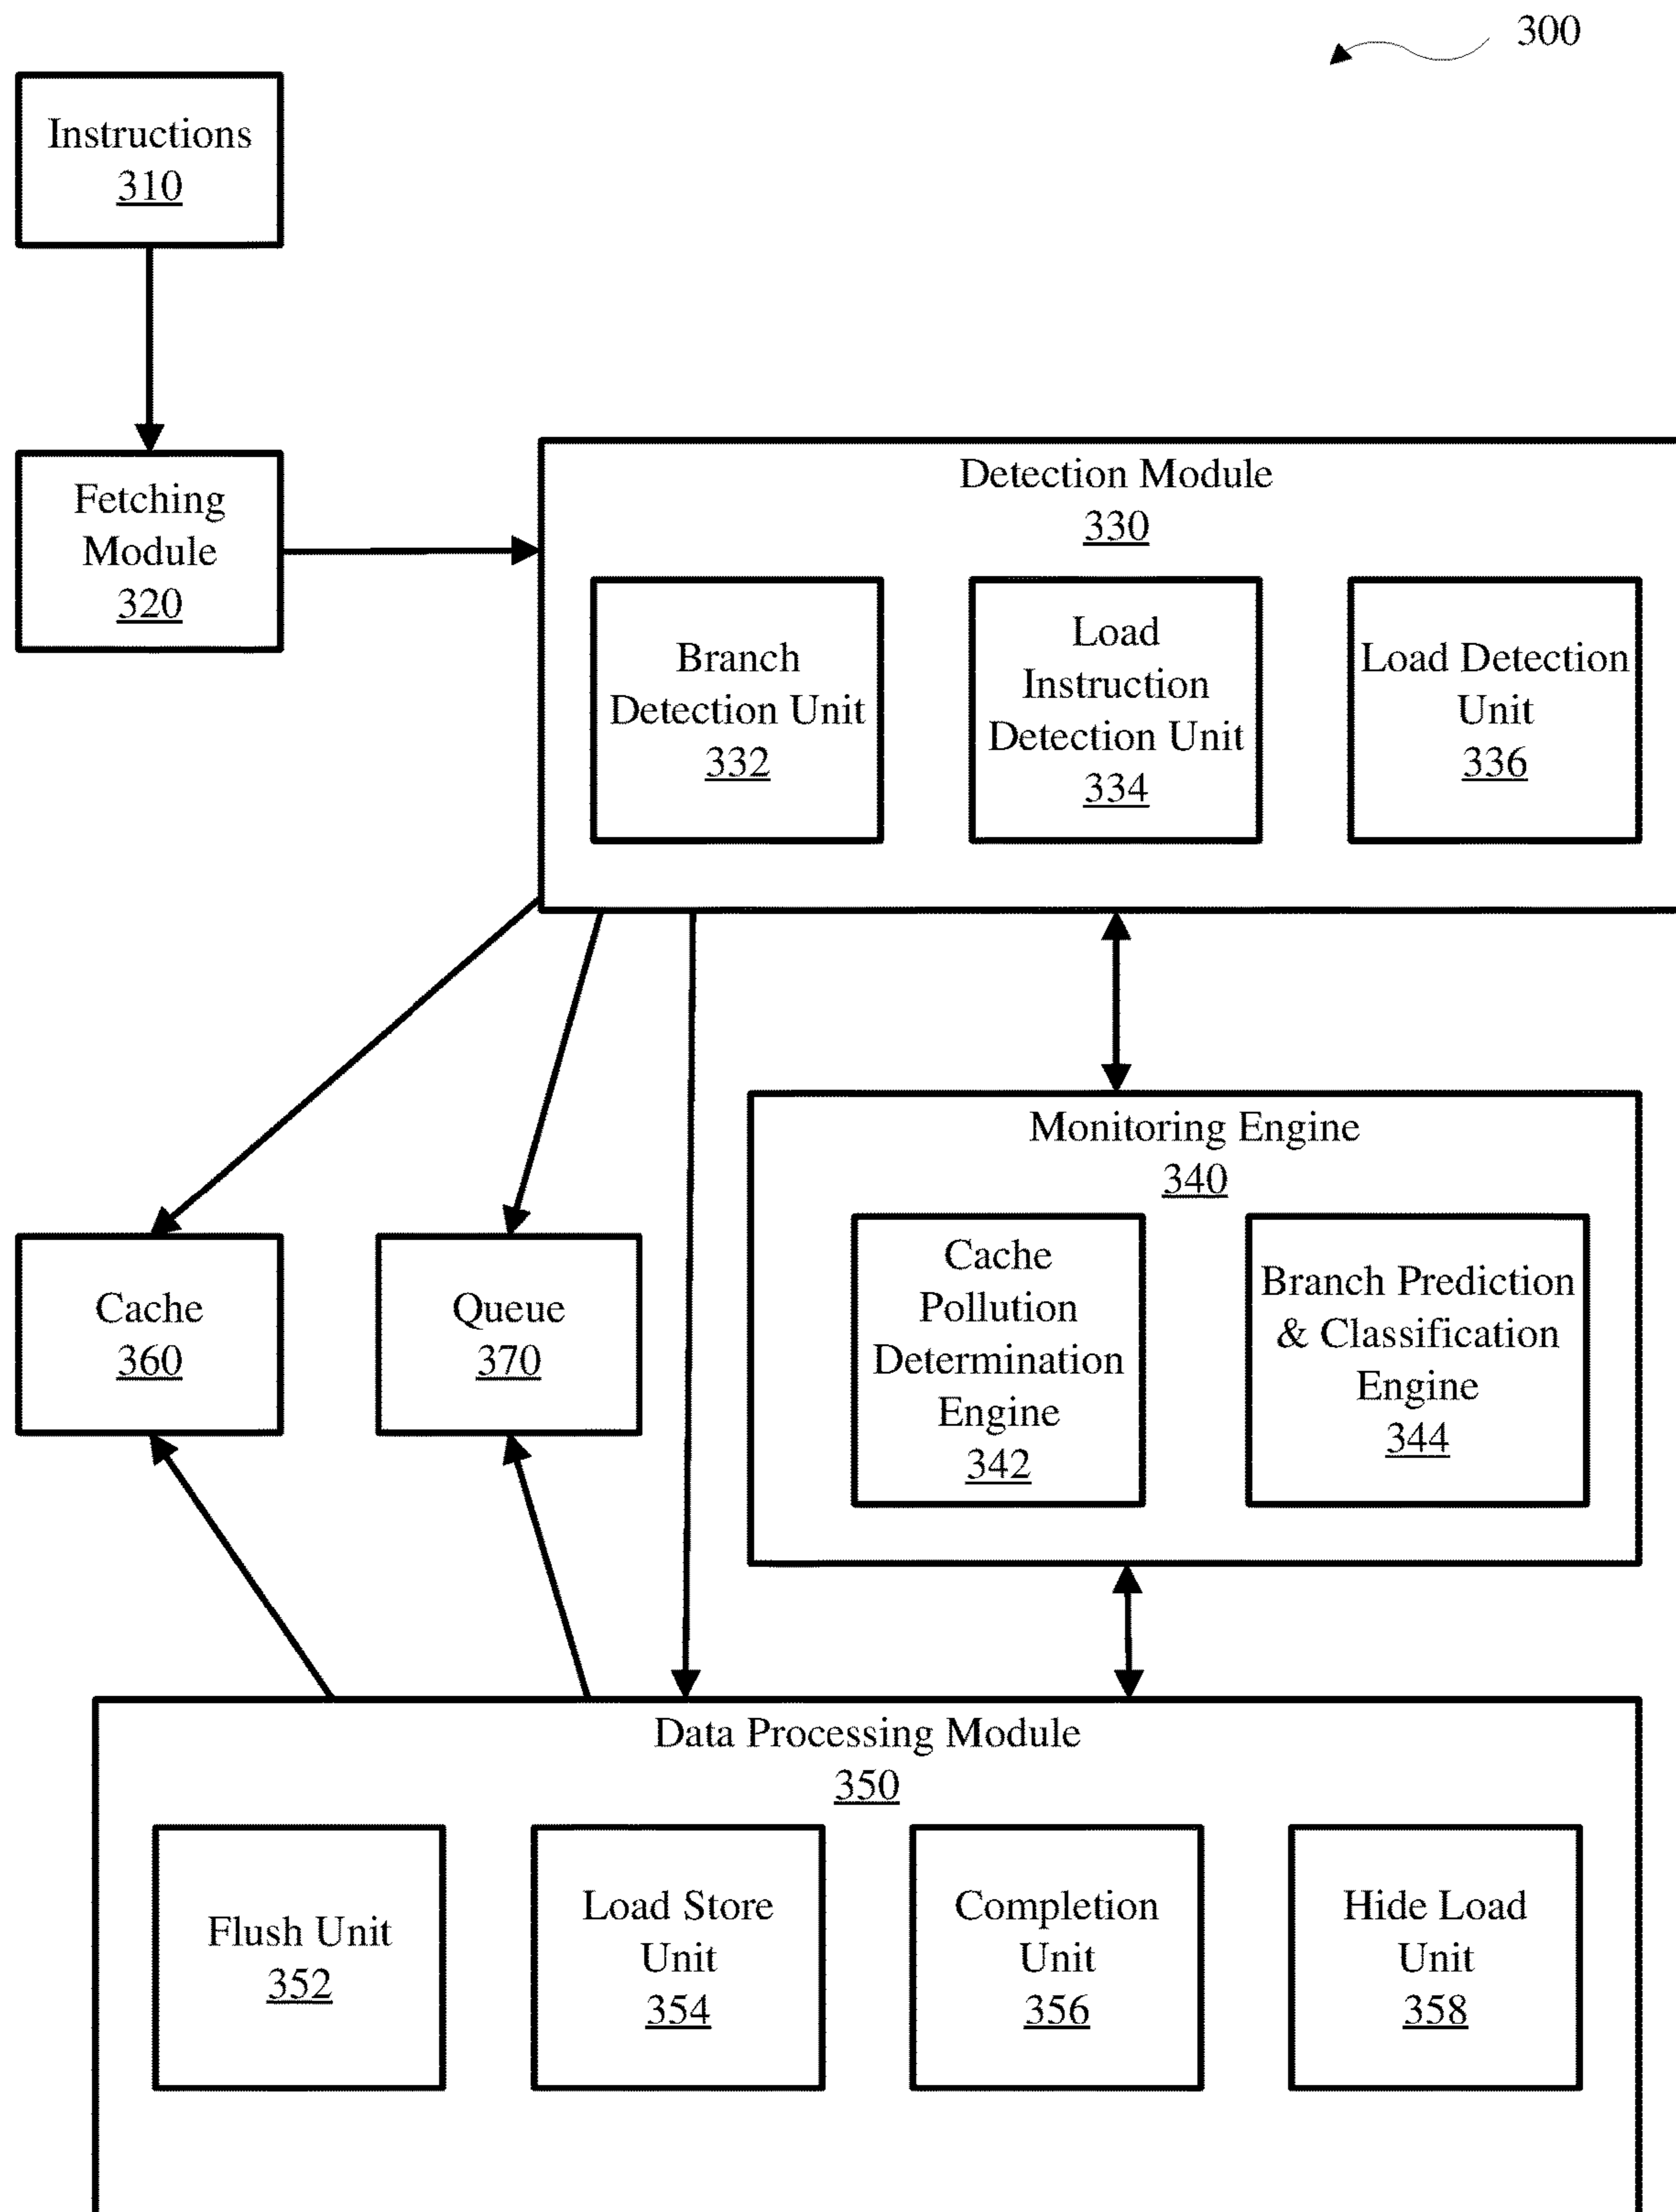 300
Instructions
310
Fetching
Module
320
Detection Module
330
Branch
Detection Unit
332
Load
Instruction
Detection Unit
334
Load Detection
Unit
336
Monitoring Engine
340
Cache
Pollution
Determination
Engine
342
Branch Prediction
& Classification
Engine
344
Cache
360
Queue
370
Data Processing Module
350
Flush Unit
352
Load Store
Unit
354
Completion
Unit
356
Hide Load
Unit
358